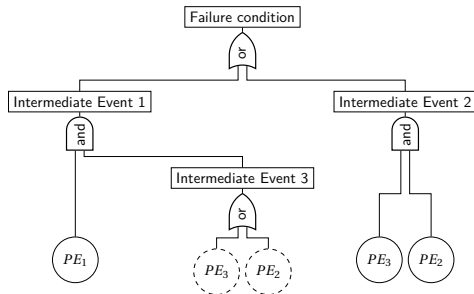 Failure condition
or
Intermediate Event 1
Intermediate Event 2
and
and
Intermediate Event 3
or
PE1
PE3
PE2
PE3
PE2